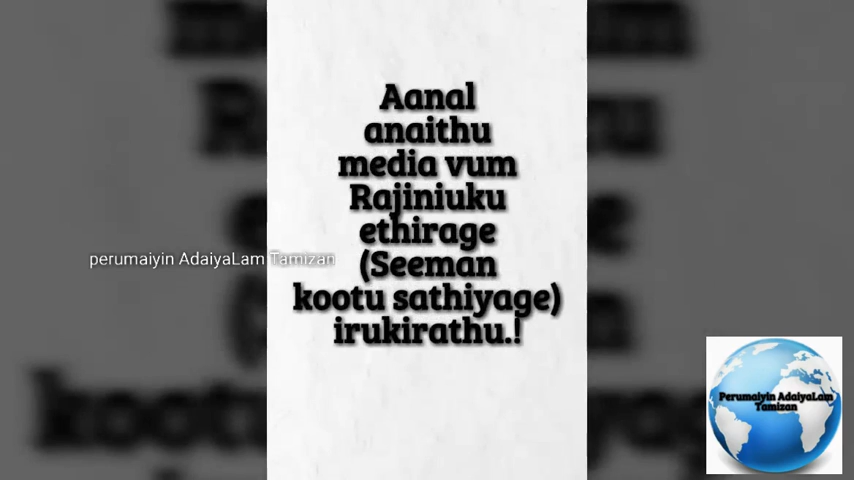 Aanal
anaithu
media vum
Rajiniuku
ethirage
(Seeman
kootu sathiyage)
irukirathu.!
perumaiyin AdaiyaLam Tamizan
Perumaiyin AdaiyaLam
Tamizan